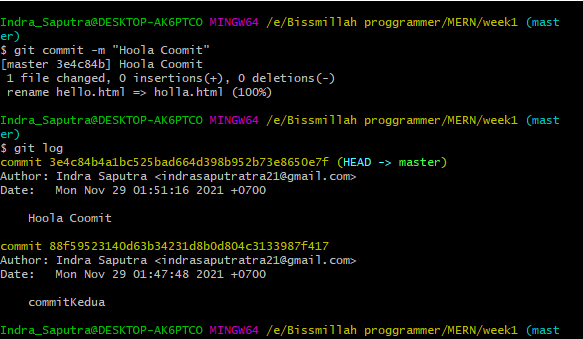 Indra_Saputra@DESKTOP-AK6PTCO MINGW64 /e/Bissmillah proggrammer/MERN/week1 (mast
er)
$ git commit -m "Hoola Coomit"
[master 3e4c84b] Hoola Coomit
 1 file changed, 0 insertions(+), 0 deletions(-)
 rename hello.html => holla.html (100%)
Indra_Saputra@DESKTOP-AK6PTCO MINGW64 /e/Bissmillah proggrammer/MERN/week1 (mast
er)
$ git log
commit 3e4c84b4a1bc525bad664d398b952b73e8650e7f (HEAD -> master)
Author: Indra Saputra <indrasaputratra21@gmail.com>
Date:   Mon Nov 29 01:51:16 2021 +0700
    Hoola Coomit
commit 88f59523140d63b34231d8b0d804c3133987f417
Author: Indra Saputra <indrasaputratra21@gmail.com>
Date:   Mon Nov 29 01:47:48 2021 +0700
    commitKedua
Indra_Saputra@DESKTOP-AK6PTCO MINGW64 /e/Bissmillah proggrammer/MERN/week1 (mast